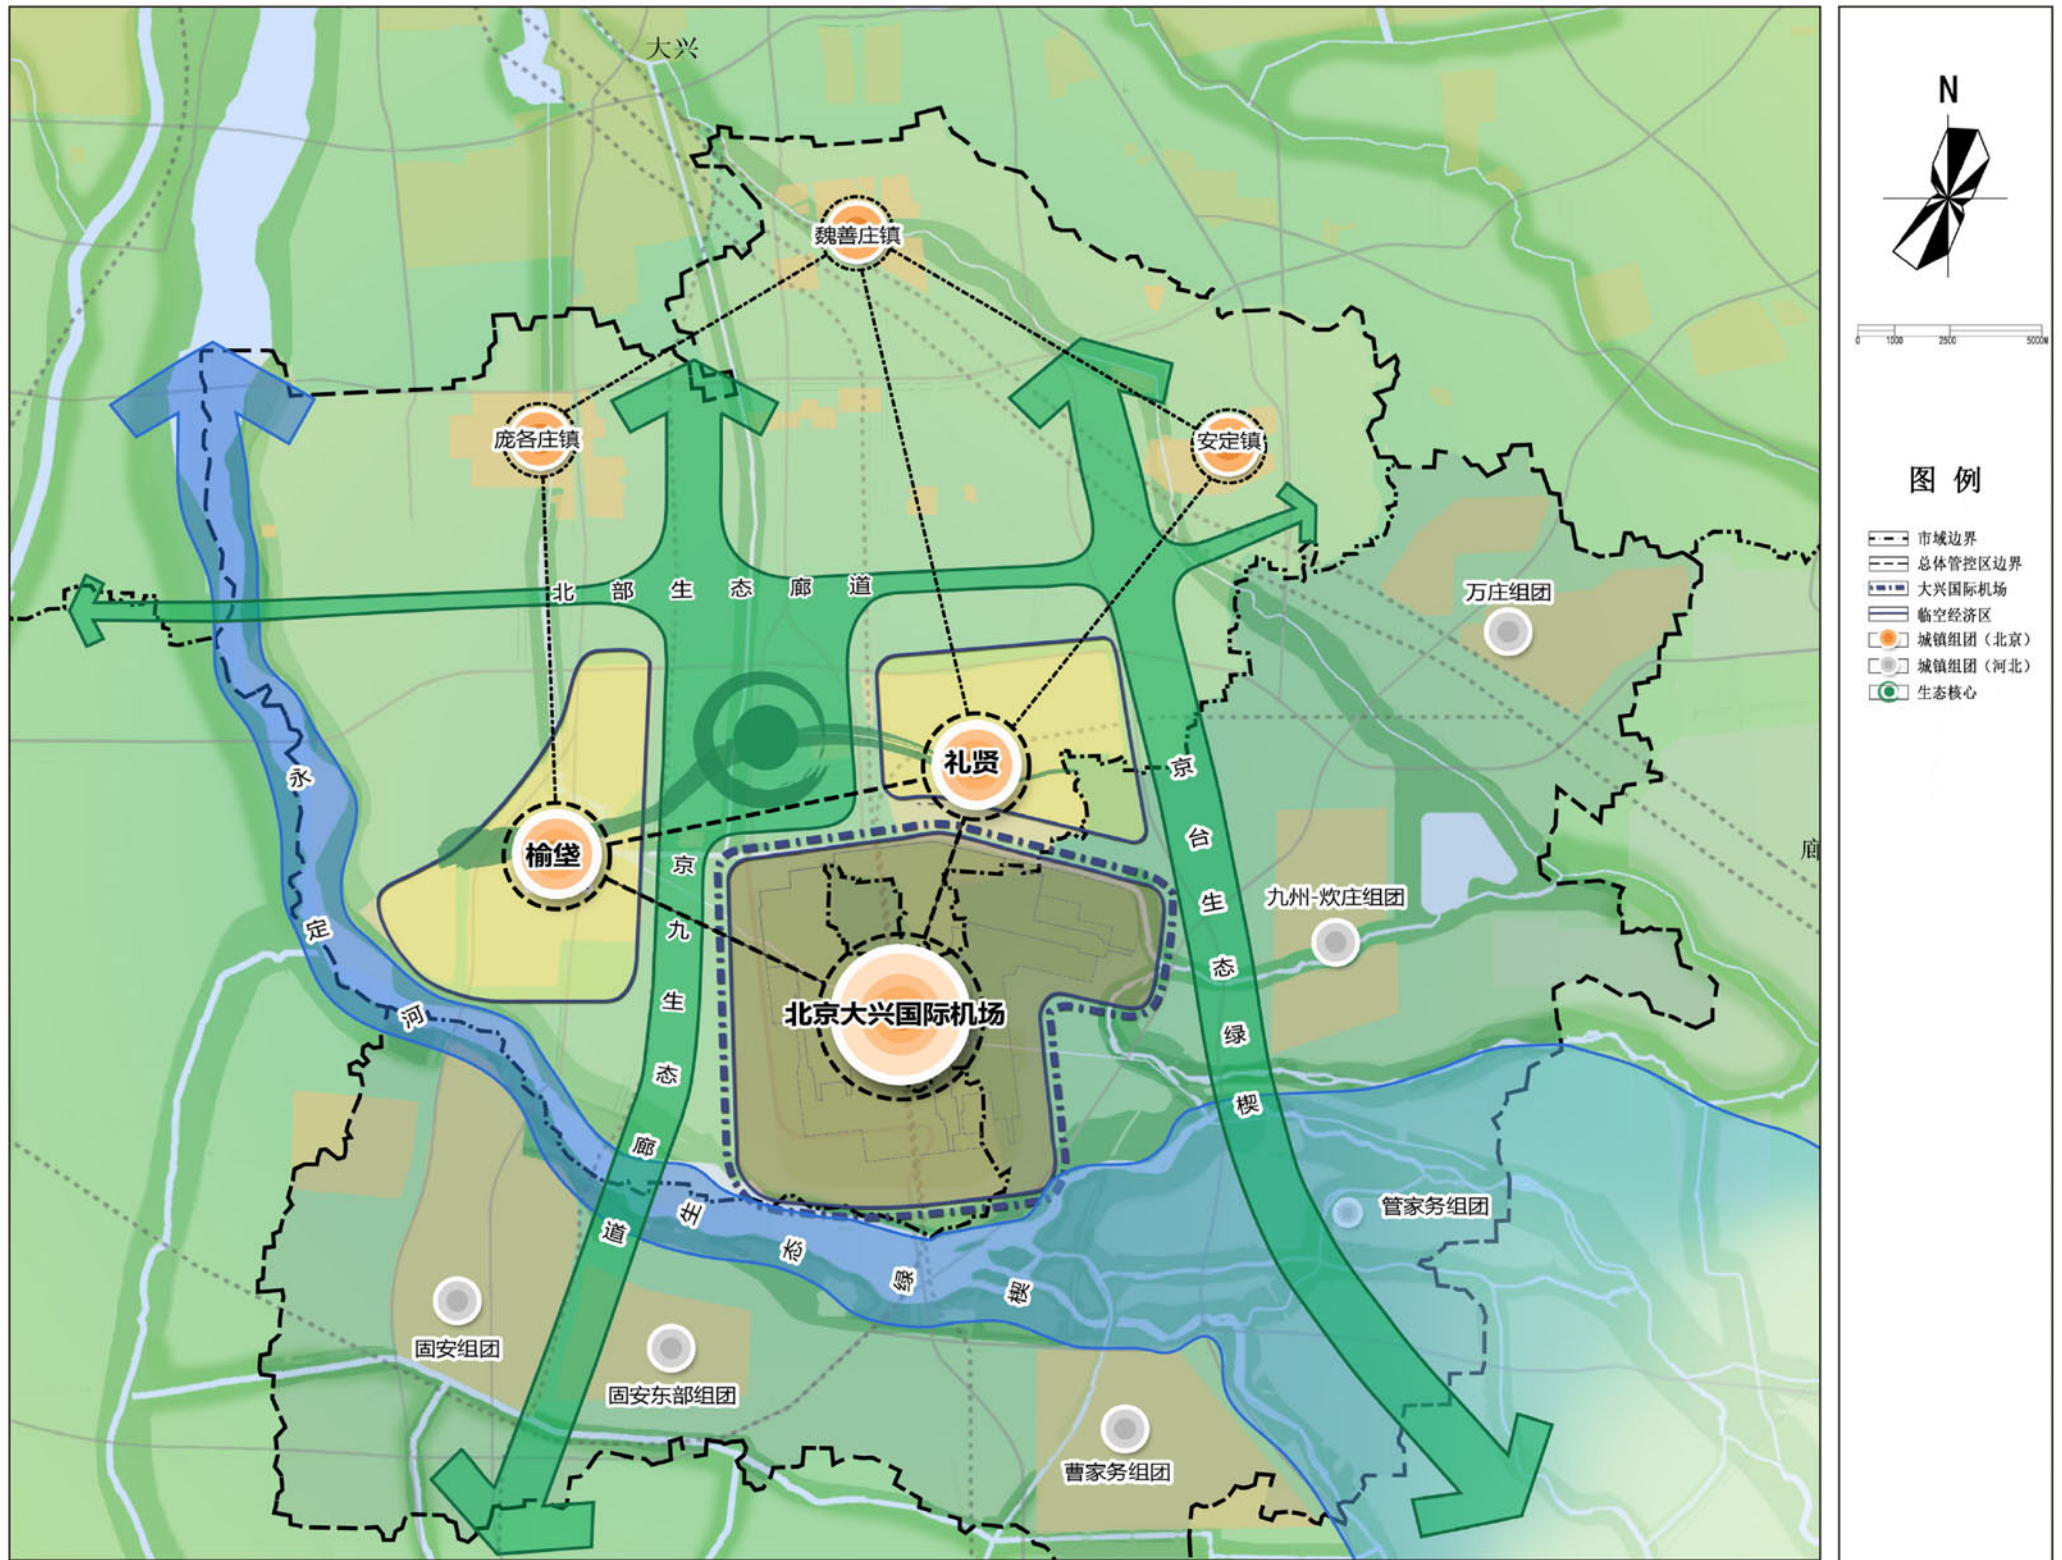 大兴
N
魏善庄镇
0 1000 2500 5000M
庞各庄镇
安定镇
图 例
市域边界
总体管控区边界
大兴国际机场
临空经济区
城镇组团（北京）
城镇组团（河北）
生态核心
北部生态廊道
万庄组团
礼贤
榆垡
京台生态绿楔
京九生态廊道
永定河生态绿楔
廊
九州-炊庄组团
北京大兴国际机场
管家务组团
固安组团
固安东部组团
曹家务组团